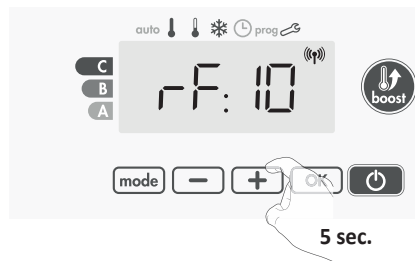 auto prog
C
B
A
rF: 10
boost
mode − + OK
5 sec.